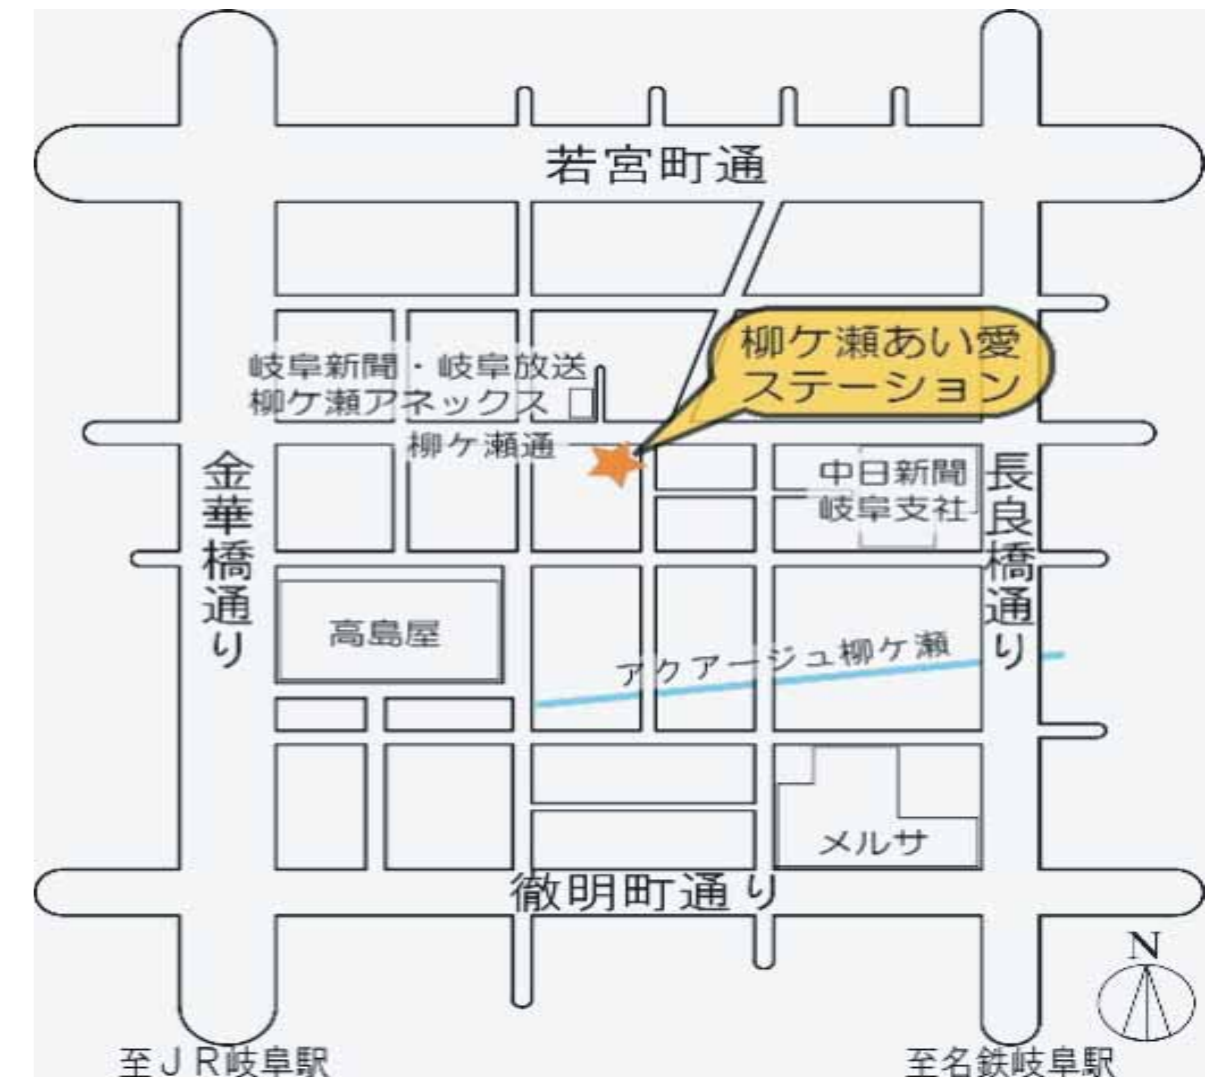 若宮町通
柳ケ瀬あい愛
ステーション
岐阜新聞・岐阜放送
柳ケ瀬アネックス
柳ケ瀬通
中日新聞
岐阜支社
金華橋通り
長良橋通り
高島屋
アクアージュ柳ケ瀬
メルサ
徹明町通り
N
至JR岐阜駅
至名鉄岐阜駅